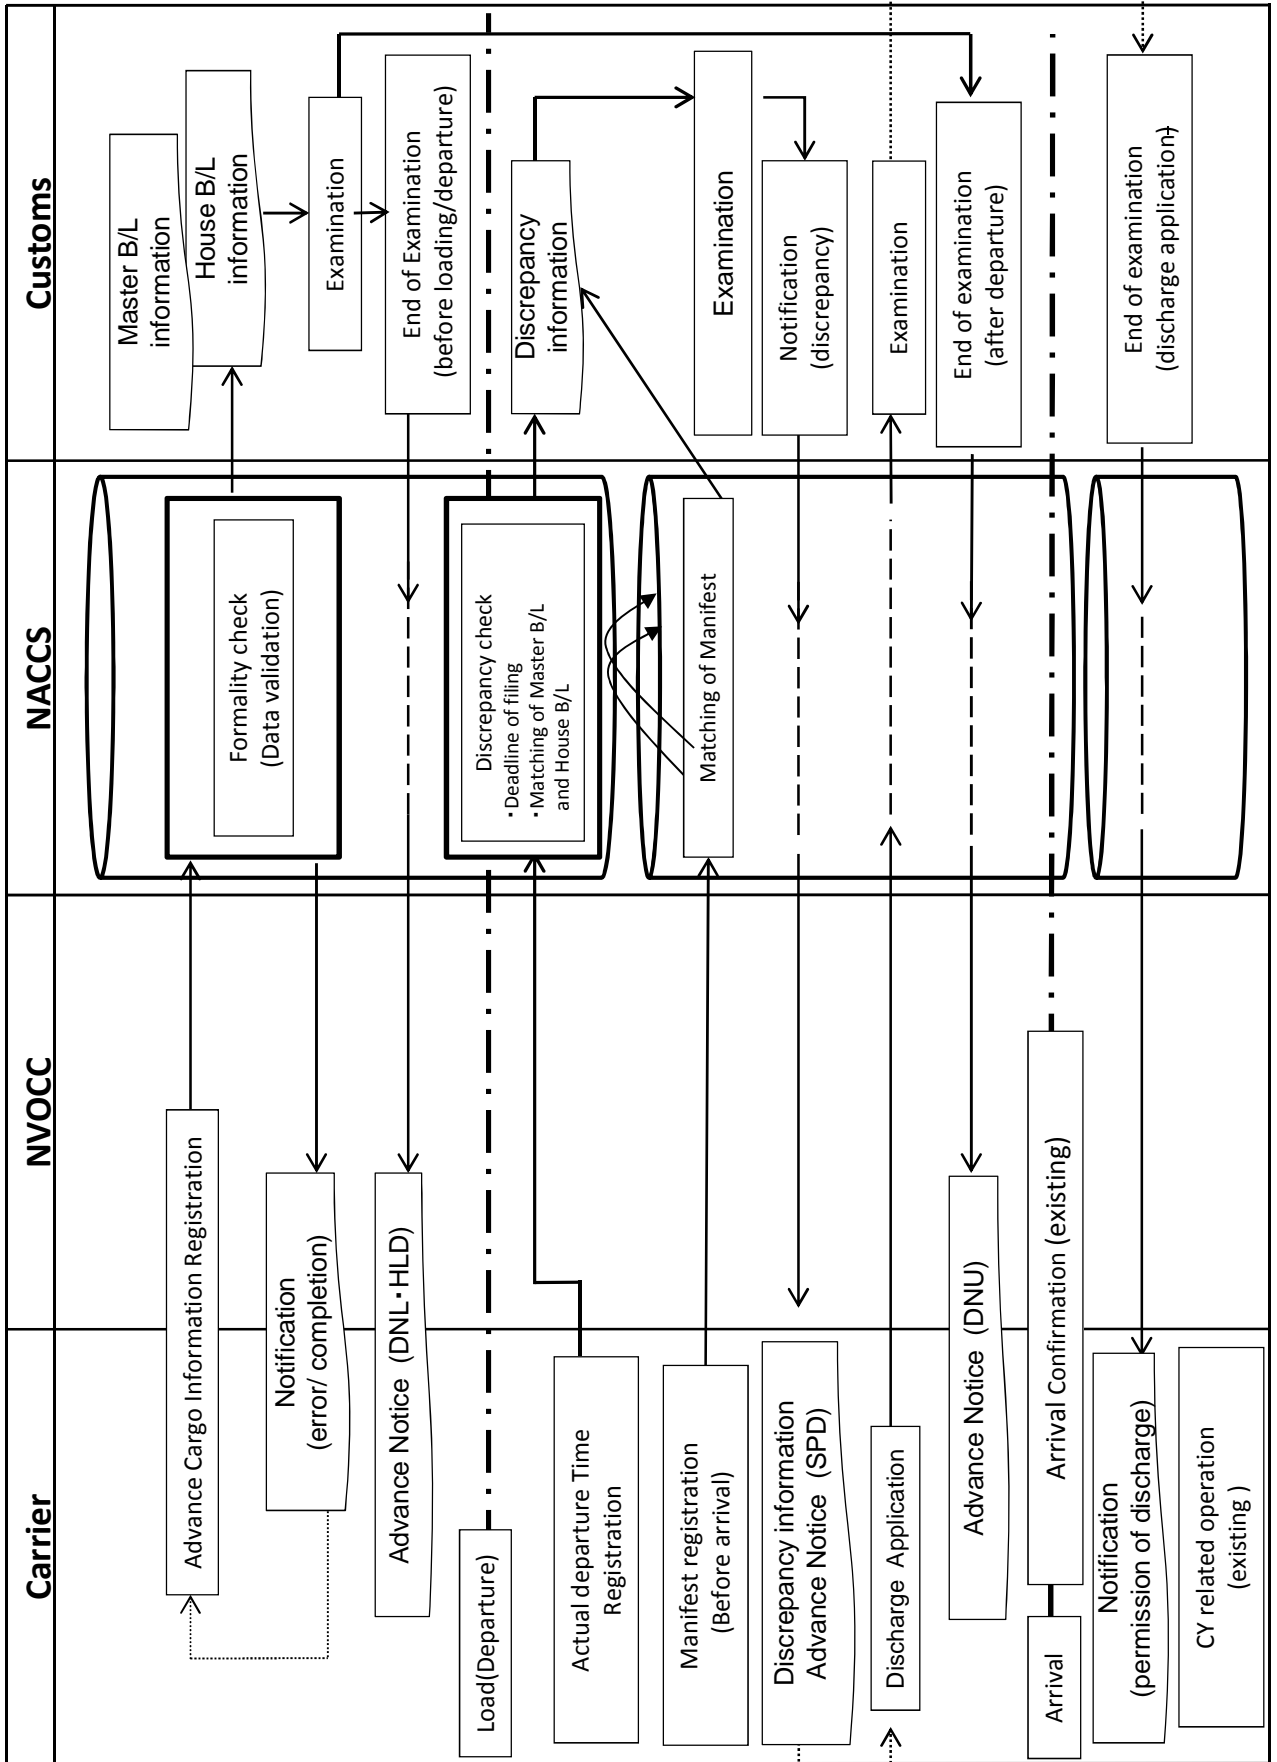 Carrier
NVOCC
NACCS
Customs
Advance Cargo Information Registration
Notification
(error/ completion)
Advance Notice (DNL・HLD)
Formality check
(Data validation)
Master B/L
information
House B/L
information
Examination
End of Examination
(before loading/departure)
Load(Departure)
Actual departure Time
Registration
Discrepancy check
・Deadline of filing
・Matching of Master B/L
and House B/L
Discrepancy
information
Manifest registration
(Before arrival)
Matching of Manifest
Examination
Discrepancy information
Advance Notice (SPD)
Notification
(discrepancy)
Discharge Application
Examination
Advance Notice (DNU)
End of examination
(after departure)
Arrival
Arrival Confirmation (existing)
Notification
(permission of discharge)
End of examination
(discharge application)
CY related operation
(existing )